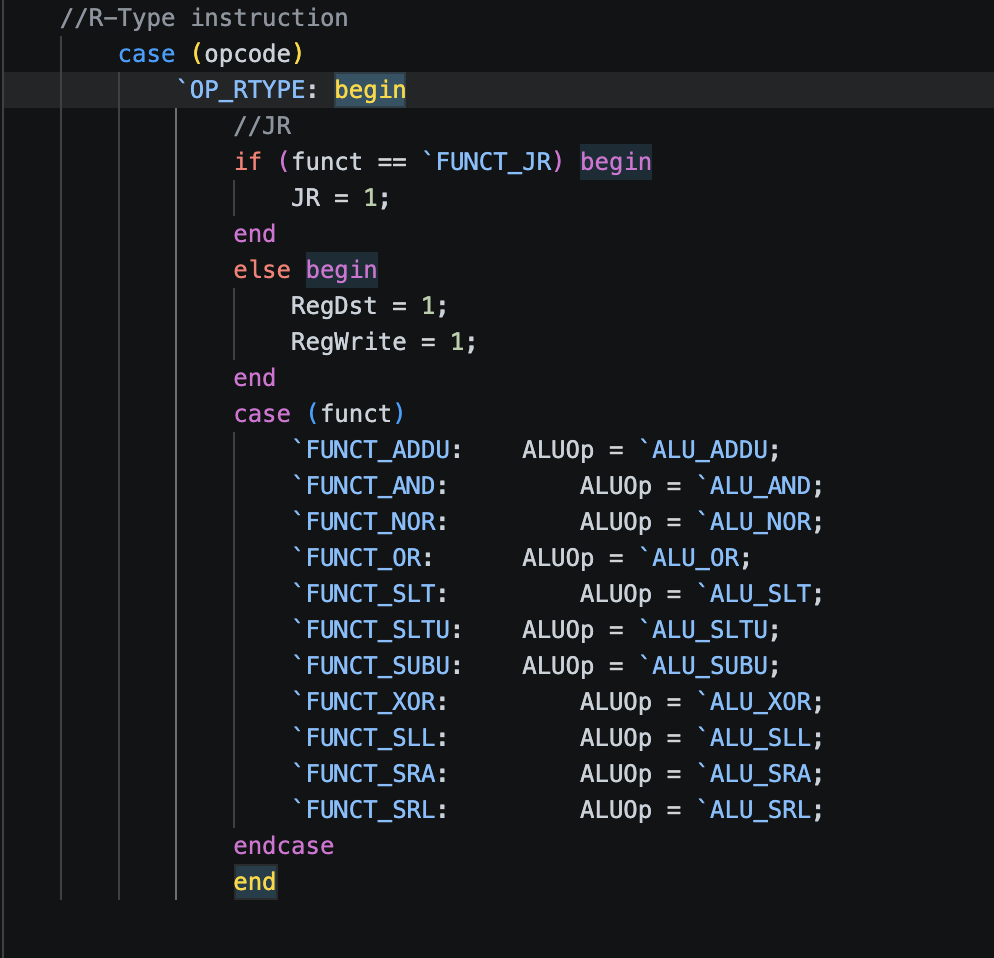 //R-Type instruction
case (opcode)
`OP_RTYPE: begin
//JR
if (funct == `FUNCT_JR) begin
JR = 1;
end
else begin
RegDst = 1;
RegWrite = 1;
end
case (funct)
`FUNCT_ADDU: ALUOp = `ALU_ADDU;
`FUNCT_AND: ALUOp = `ALU_AND;
`FUNCT_NOR: ALUOp = `ALU_NOR;
`FUNCT_OR: ALUOp = `ALU_OR;
`FUNCT_SLT: ALUOp = `ALU_SLT;
`FUNCT_SLTU: ALUOp = `ALU_SLTU;
`FUNCT_SUBU: ALUOp = `ALU_SUBU;
`FUNCT_XOR: ALUOp = `ALU_XOR;
`FUNCT_SLL: ALUOp = `ALU_SLL;
`FUNCT_SRA: ALUOp = `ALU_SRA;
`FUNCT_SRL: ALUOp = `ALU_SRL;
endcase
end